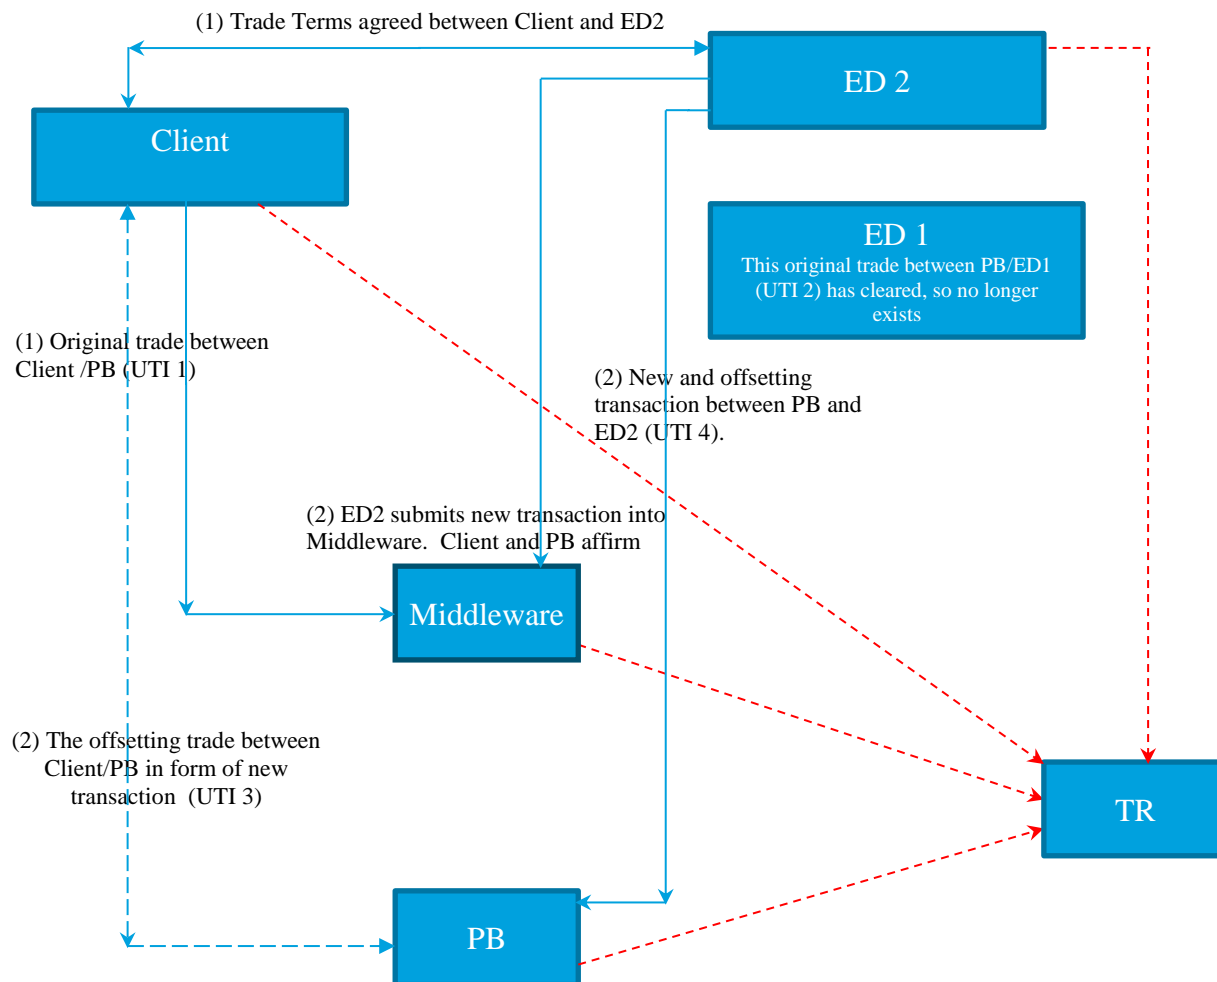 (1) Trade Terms agreed between Client and ED2
ED 2
Client
ED 1
This original trade between PB/ED1
(UTI 2) has cleared, so no longer
exists
(1) Original trade between
Client /PB (UTI 1)
(2) New and offsetting
transaction between PB and
ED2 (UTI 4).
(2) ED2 submits new transaction into
Middleware. Client and PB affirm
Middleware
(2) The offsetting trade between
Client/PB in form of new
transaction (UTI 3)
TR
PB